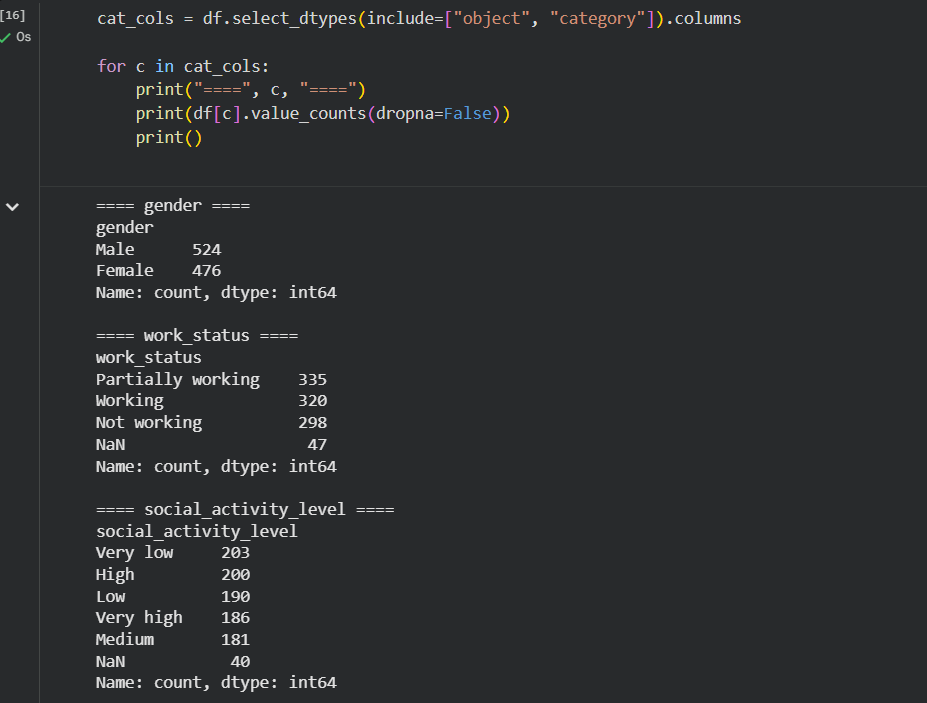 [16]
cat_cols = df.select_dtypes(include=["object", "category"]).columns
0s
for c in cat_cols:
    print("====", c, "====")
    print(df[c].value_counts(dropna=False))
    print()
==== gender ====
gender
Male      524
Female    476
Name: count, dtype: int64
==== work_status ====
work_status
Partially working    335
Working              320
Not working          298
NaN                   47
Name: count, dtype: int64
==== social_activity_level ====
social_activity_level
Very low     203
High         200
Low          190
Very high    186
Medium       181
NaN           40
Name: count, dtype: int64